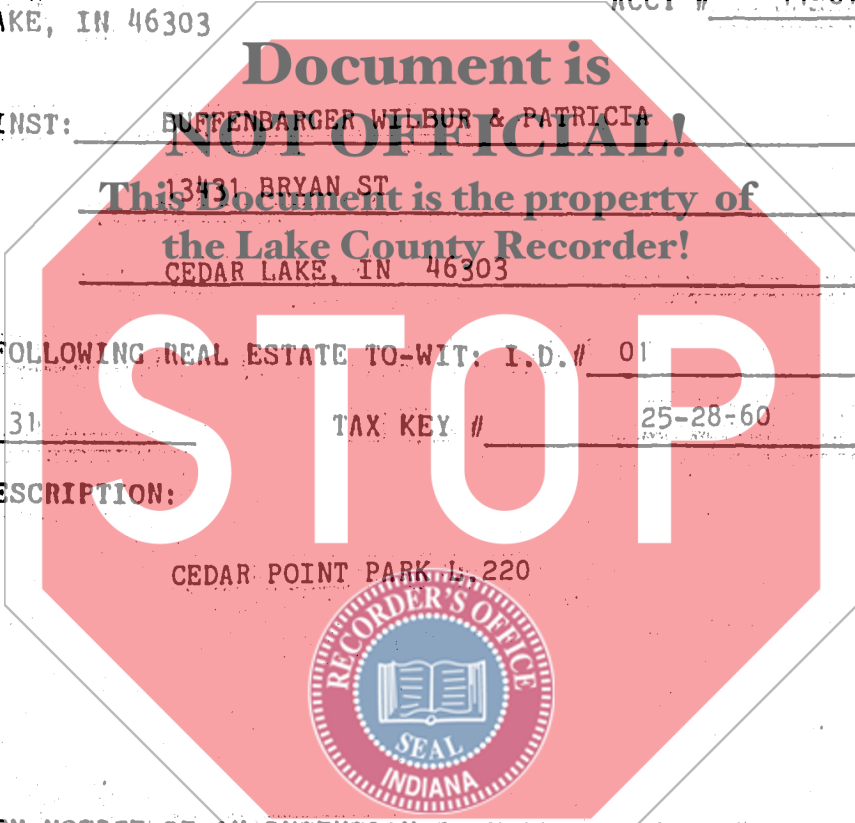 AKE, IN 46303
ACCT #
Document is
INST: BUFFENBARGER WILBUR & PATRICIA
NOT OFFICIAL!
13431 BRYAN ST
This Document is the property of
the Lake County Recorder!
CEDAR LAKE, IN 46303
STOP
FOLLOWING REAL ESTATE TO-WIT: I.D.# 01
31 TAX KEY # 25-28-60
ESCRIPTION:
CEDAR POINT PARK L.220
RECORDER'S OFFICE
SEAL
INDIANA